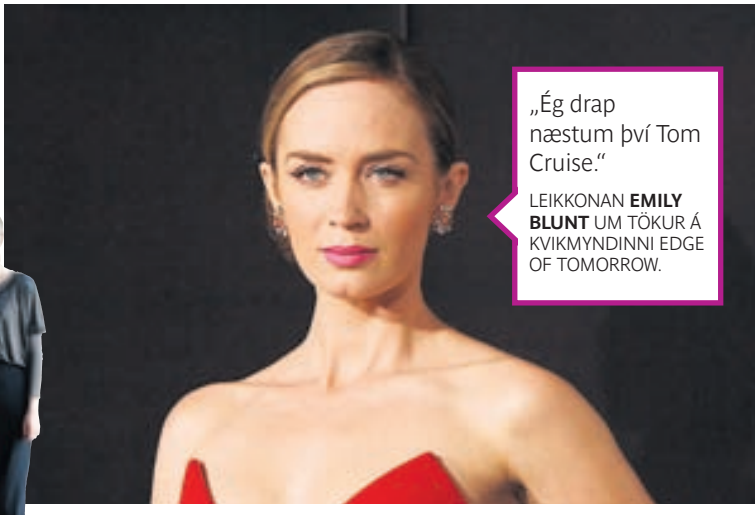 „Ég drap
næstum því Tom
Cruise.“
LEIKKONAN EMILY
BLUNT UM TÖKUR Á
KVIKMYNDINNI EDGE
OF TOMORROW.